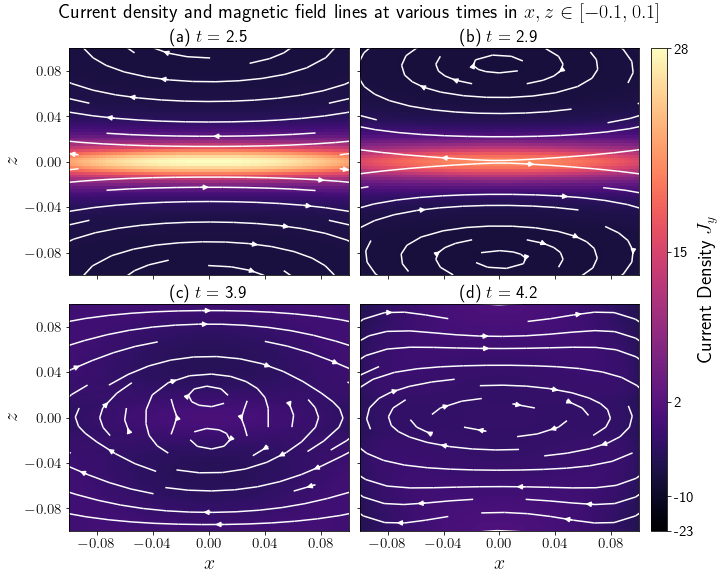 Current density and magnetic field lines at various times in x, z ∈ [−0.1, 0.1]
(a) t = 2.5
(b) t = 2.9
0.08
0.04
0.00
−0.04
−0.08
z
(c) t = 3.9
(d) t = 4.2
0.08
0.04
0.00
−0.04
−0.08
z
−0.08 −0.04 0.00 0.04 0.08
−0.08 −0.04 0.00 0.04 0.08
x
x
28
15
2
-10
-23
Current Density J_y